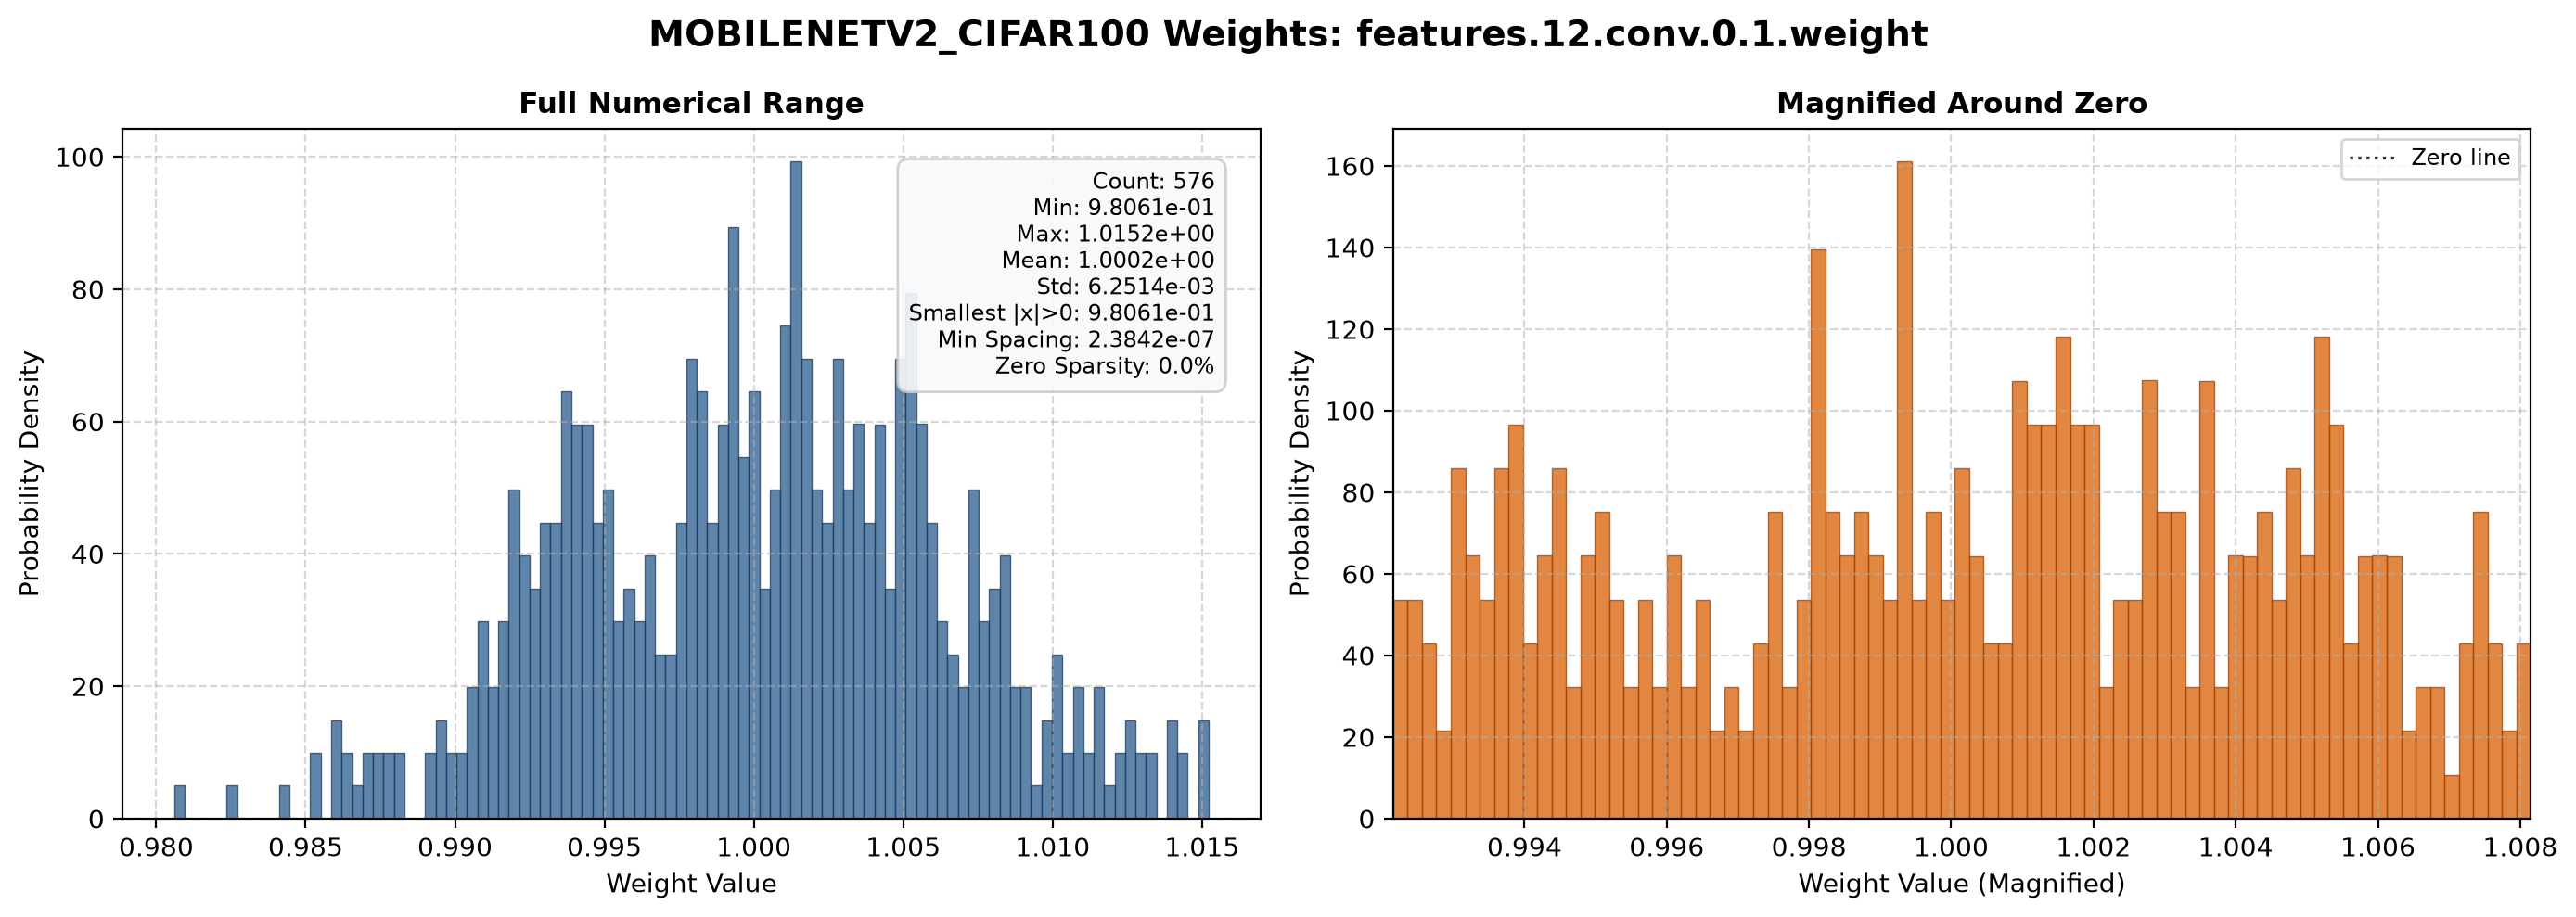 MOBILENETV2_CIFAR100 Weights: features.12.conv.0.1.weight
Full Numerical Range
Probability Density
100
80
60
40
20
0
Count: 576
Min: 9.8061e-01
Max: 1.0152e+00
Mean: 1.0002e+00
Std: 6.2514e-03
Smallest |x|>0: 9.8061e-01
Min Spacing: 2.3842e-07
Zero Sparsity: 0.0%
0.980 0.985 0.990 0.995 1.000 1.005 1.010 1.015
Weight Value
Magnified Around Zero
Probability Density
160
140
120
100
80
60
40
20
0
Zero line
0.994 0.996 0.998 1.000 1.002 1.004 1.006 1.008
Weight Value (Magnified)